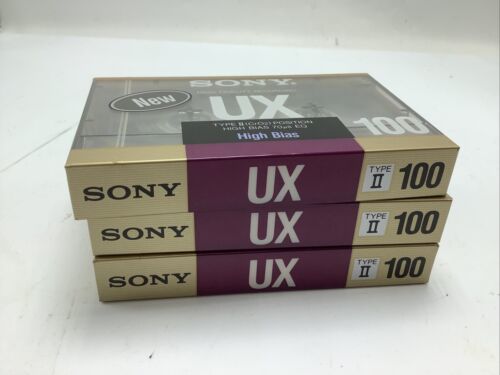 SONY
New
UX
TYPE II (CrO2) POSITION
HIGH BIAS 70μs EQ
High Bias
100
SONY UX TYPE II 100
SONY UX TYPE II 100
SONY UX TYPE II 100